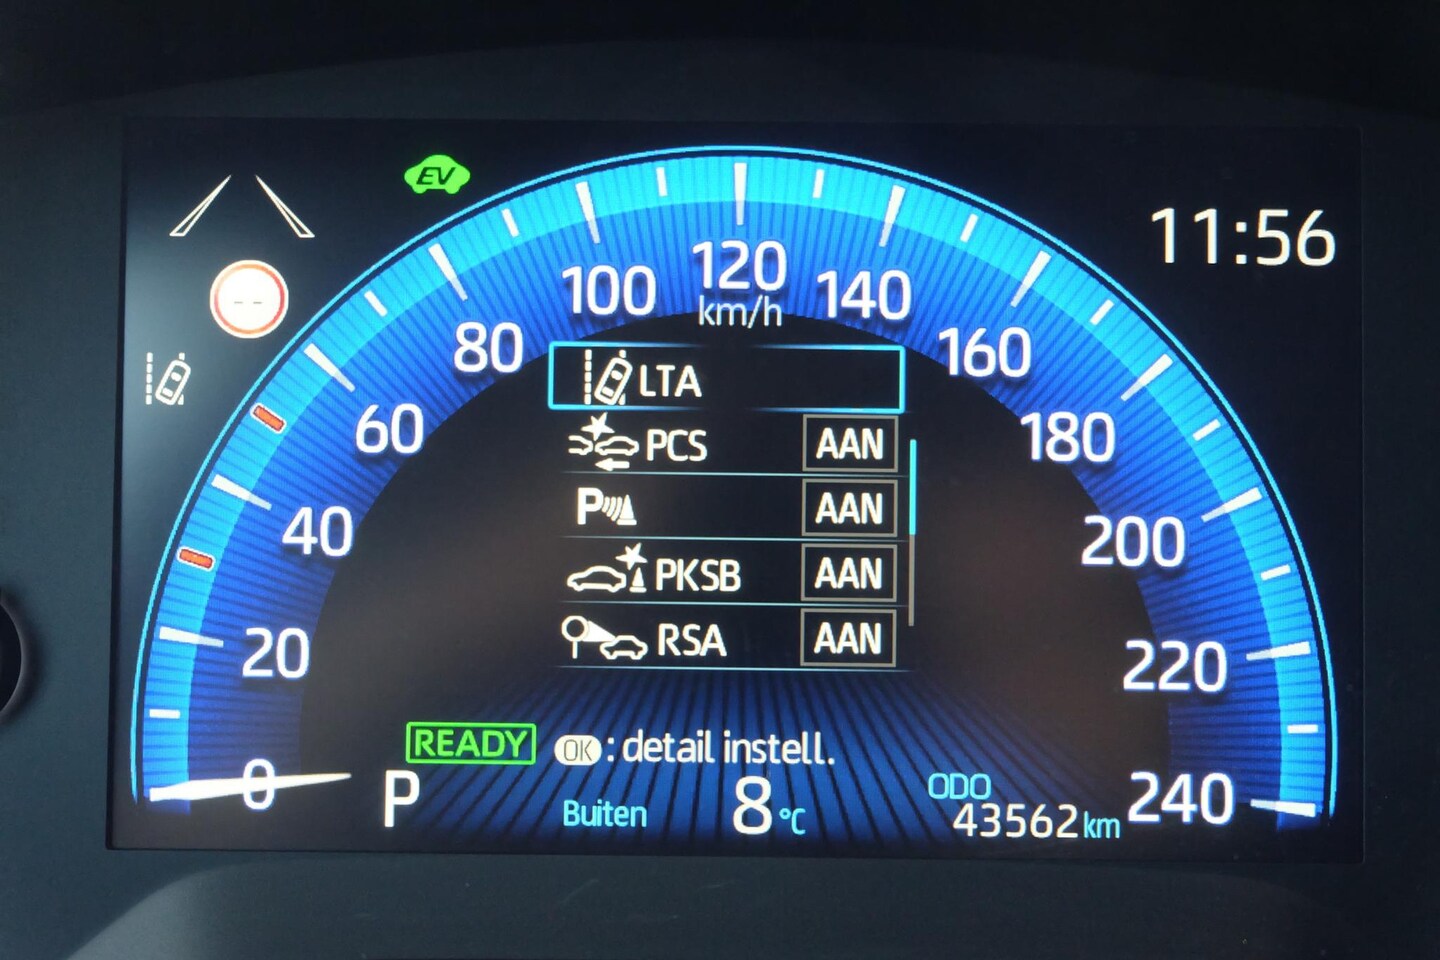 EV
11:56
- -
0
20
40
60
80
100
120
140
160
180
200
220
240
km/h
LTA
PCS AAN
P AAN
PKSB AAN
RSA AAN
READY OK : detail instell.
P
Buiten 8 °C
ODO
43562 km